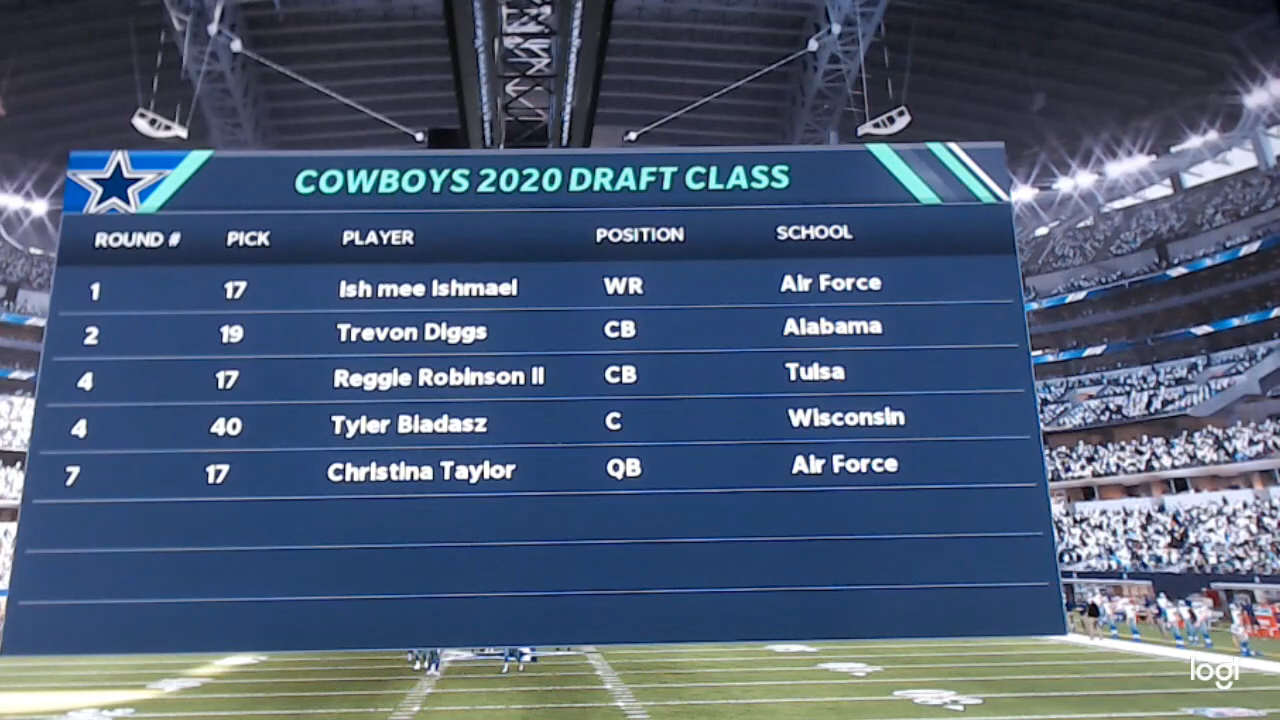 COWBOYS 2020 DRAFT CLASS
ROUND # PICK PLAYER POSITION SCHOOL
1 17 Ish mee Ishmael WR Air Force
2 19 Trevon Diggs CB Alabama
4 17 Reggie Robinson II CB Tulsa
4 40 Tyler Biadasz C Wisconsin
7 17 Christina Taylor QB Air Force
logi